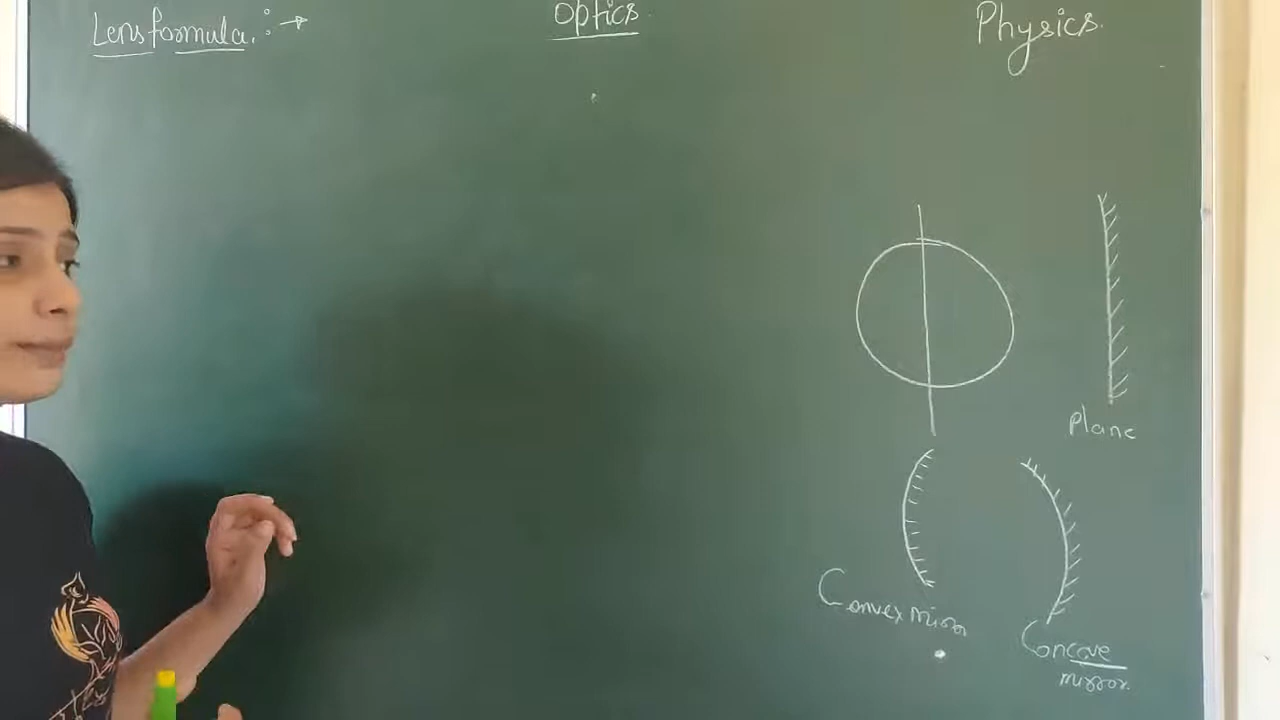 Lens formula :→
Optics
Physics.
Plane
Convex mirror
Concave
mirror.